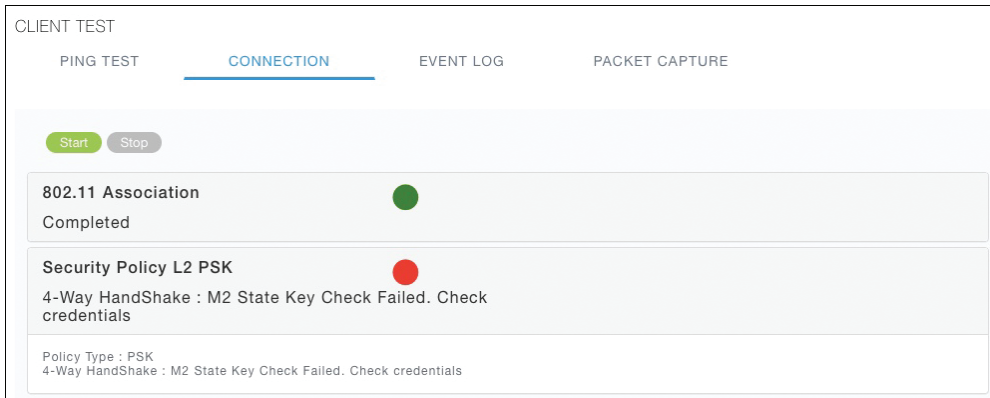 CLIENT TEST
PING TEST CONNECTION EVENT LOG PACKET CAPTURE
Start Stop
802.11 Association
Completed
Security Policy L2 PSK
4-Way HandShake : M2 State Key Check Failed. Check
credentials
Policy Type : PSK
4-Way HandShake : M2 State Key Check Failed. Check credentials